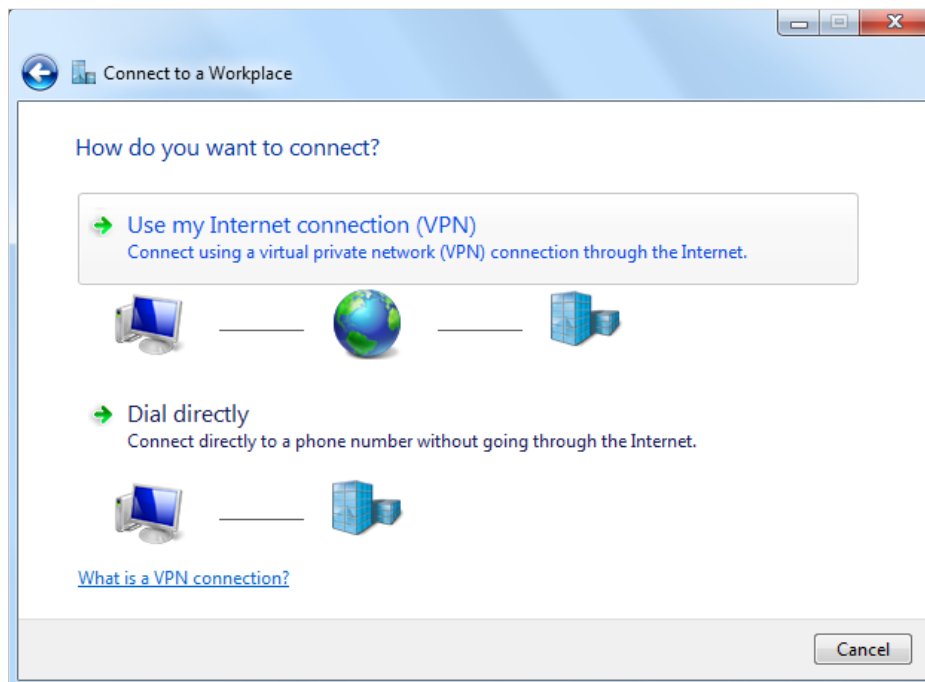 Connect to a Workplace
How do you want to connect?
Use my Internet connection (VPN)
Connect using a virtual private network (VPN) connection through the Internet.
Dial directly
Connect directly to a phone number without going through the Internet.
What is a VPN connection?
Cancel